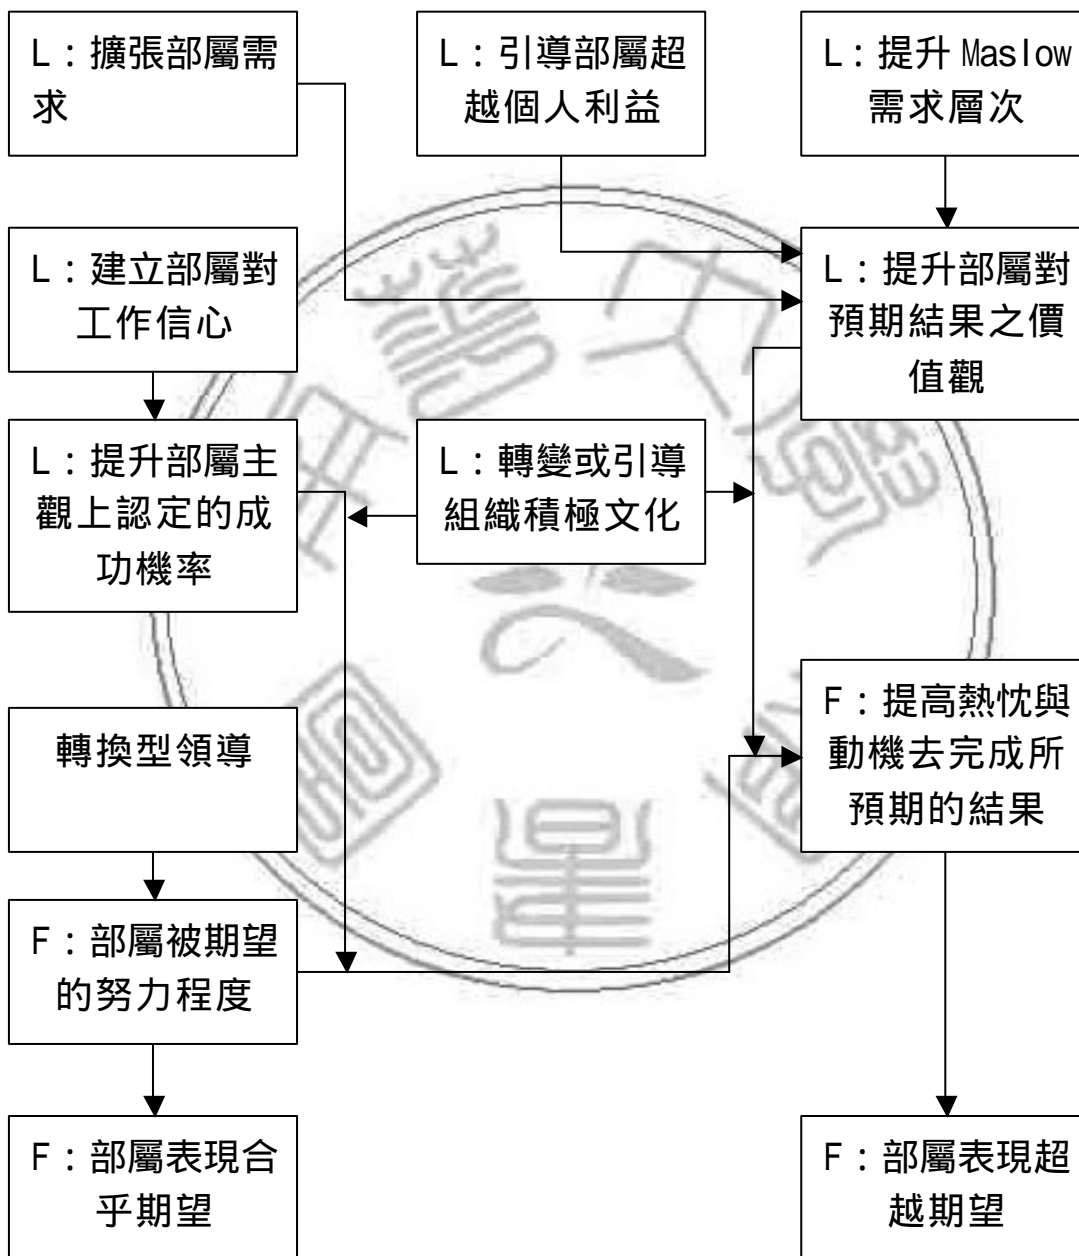 L：擴張部屬需
求
L：引導部屬超
越個人利益
L：提升 Maslow
需求層次
L：建立部屬對
工作信心
L：提升部屬對
預期結果之價
值觀
L：提升部屬主
觀上認定的成
功機率
L：轉變或引導
組織積極文化
轉換型領導
F：提高熱忱與
動機去完成所
預期的結果
F：部屬被期望
的努力程度
F：部屬表現合
乎期望
F：部屬表現超
越期望